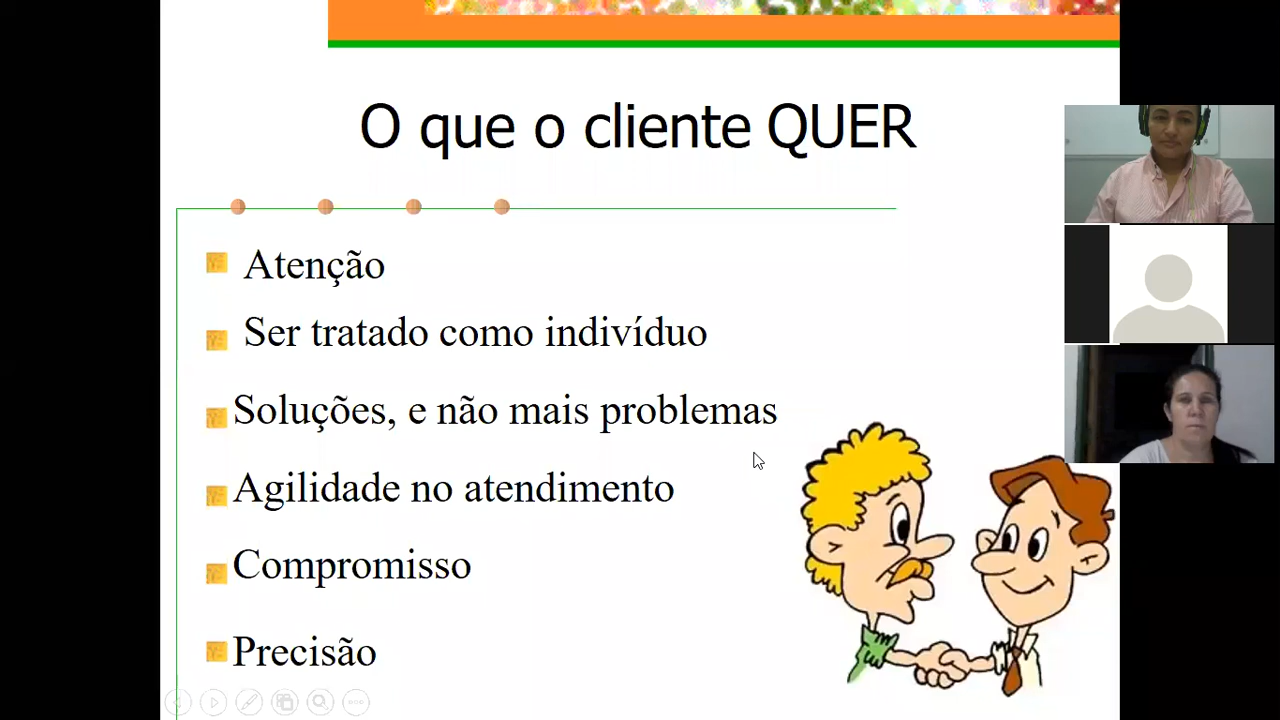 O que o cliente QUER
Atenção
Ser tratado como indivíduo
Soluções, e não mais problemas
Agilidade no atendimento
Compromisso
Precisão